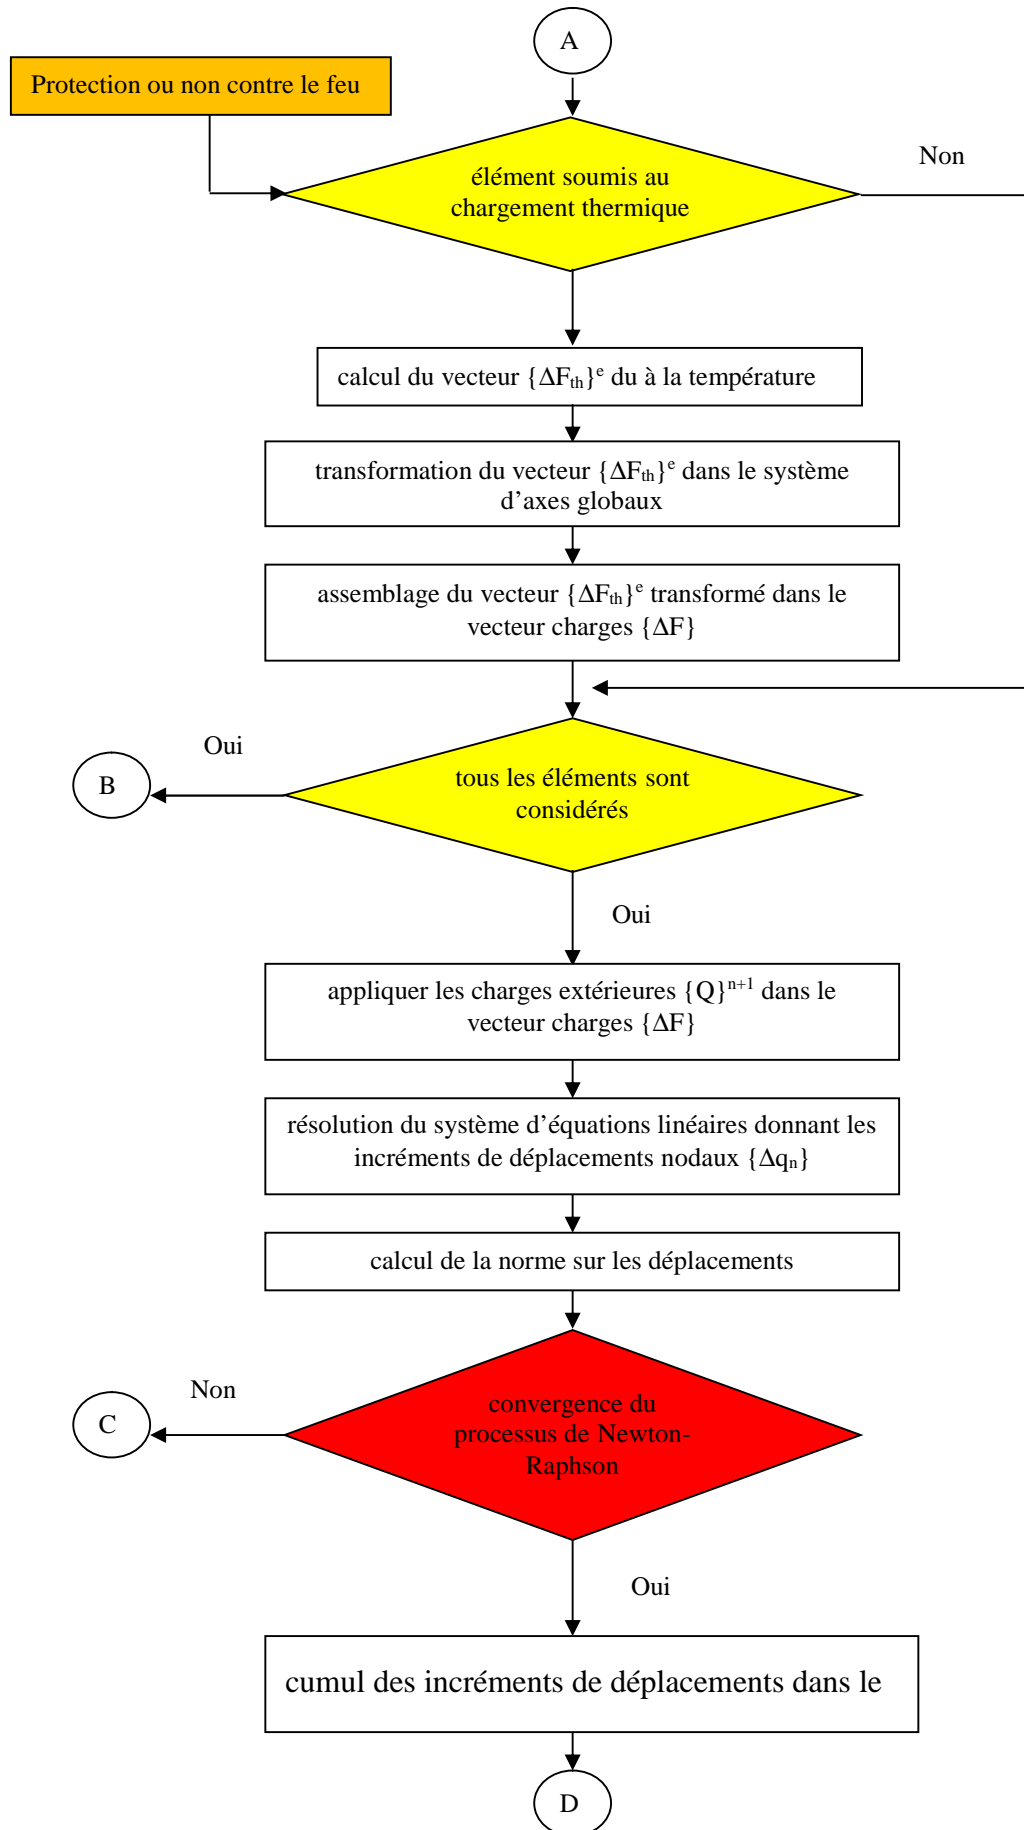 A
Protection ou non contre le feu
Non
élément soumis au
chargement thermique
calcul du vecteur {ΔFth}e du à la température
transformation du vecteur {ΔFth}e dans le système
d’axes globaux
assemblage du vecteur {ΔFth}e transformé dans le
vecteur charges {ΔF}
Oui
B
tous les éléments sont
considérés
Oui
appliquer les charges extérieures {Q}n+1 dans le
vecteur charges {ΔF}
résolution du système d’équations linéaires donnant les
incréments de déplacements nodaux {Δqn}
calcul de la norme sur les déplacements
Non
C
convergence du
processus de Newton-
Raphson
Oui
cumul des incréments de déplacements dans le
D